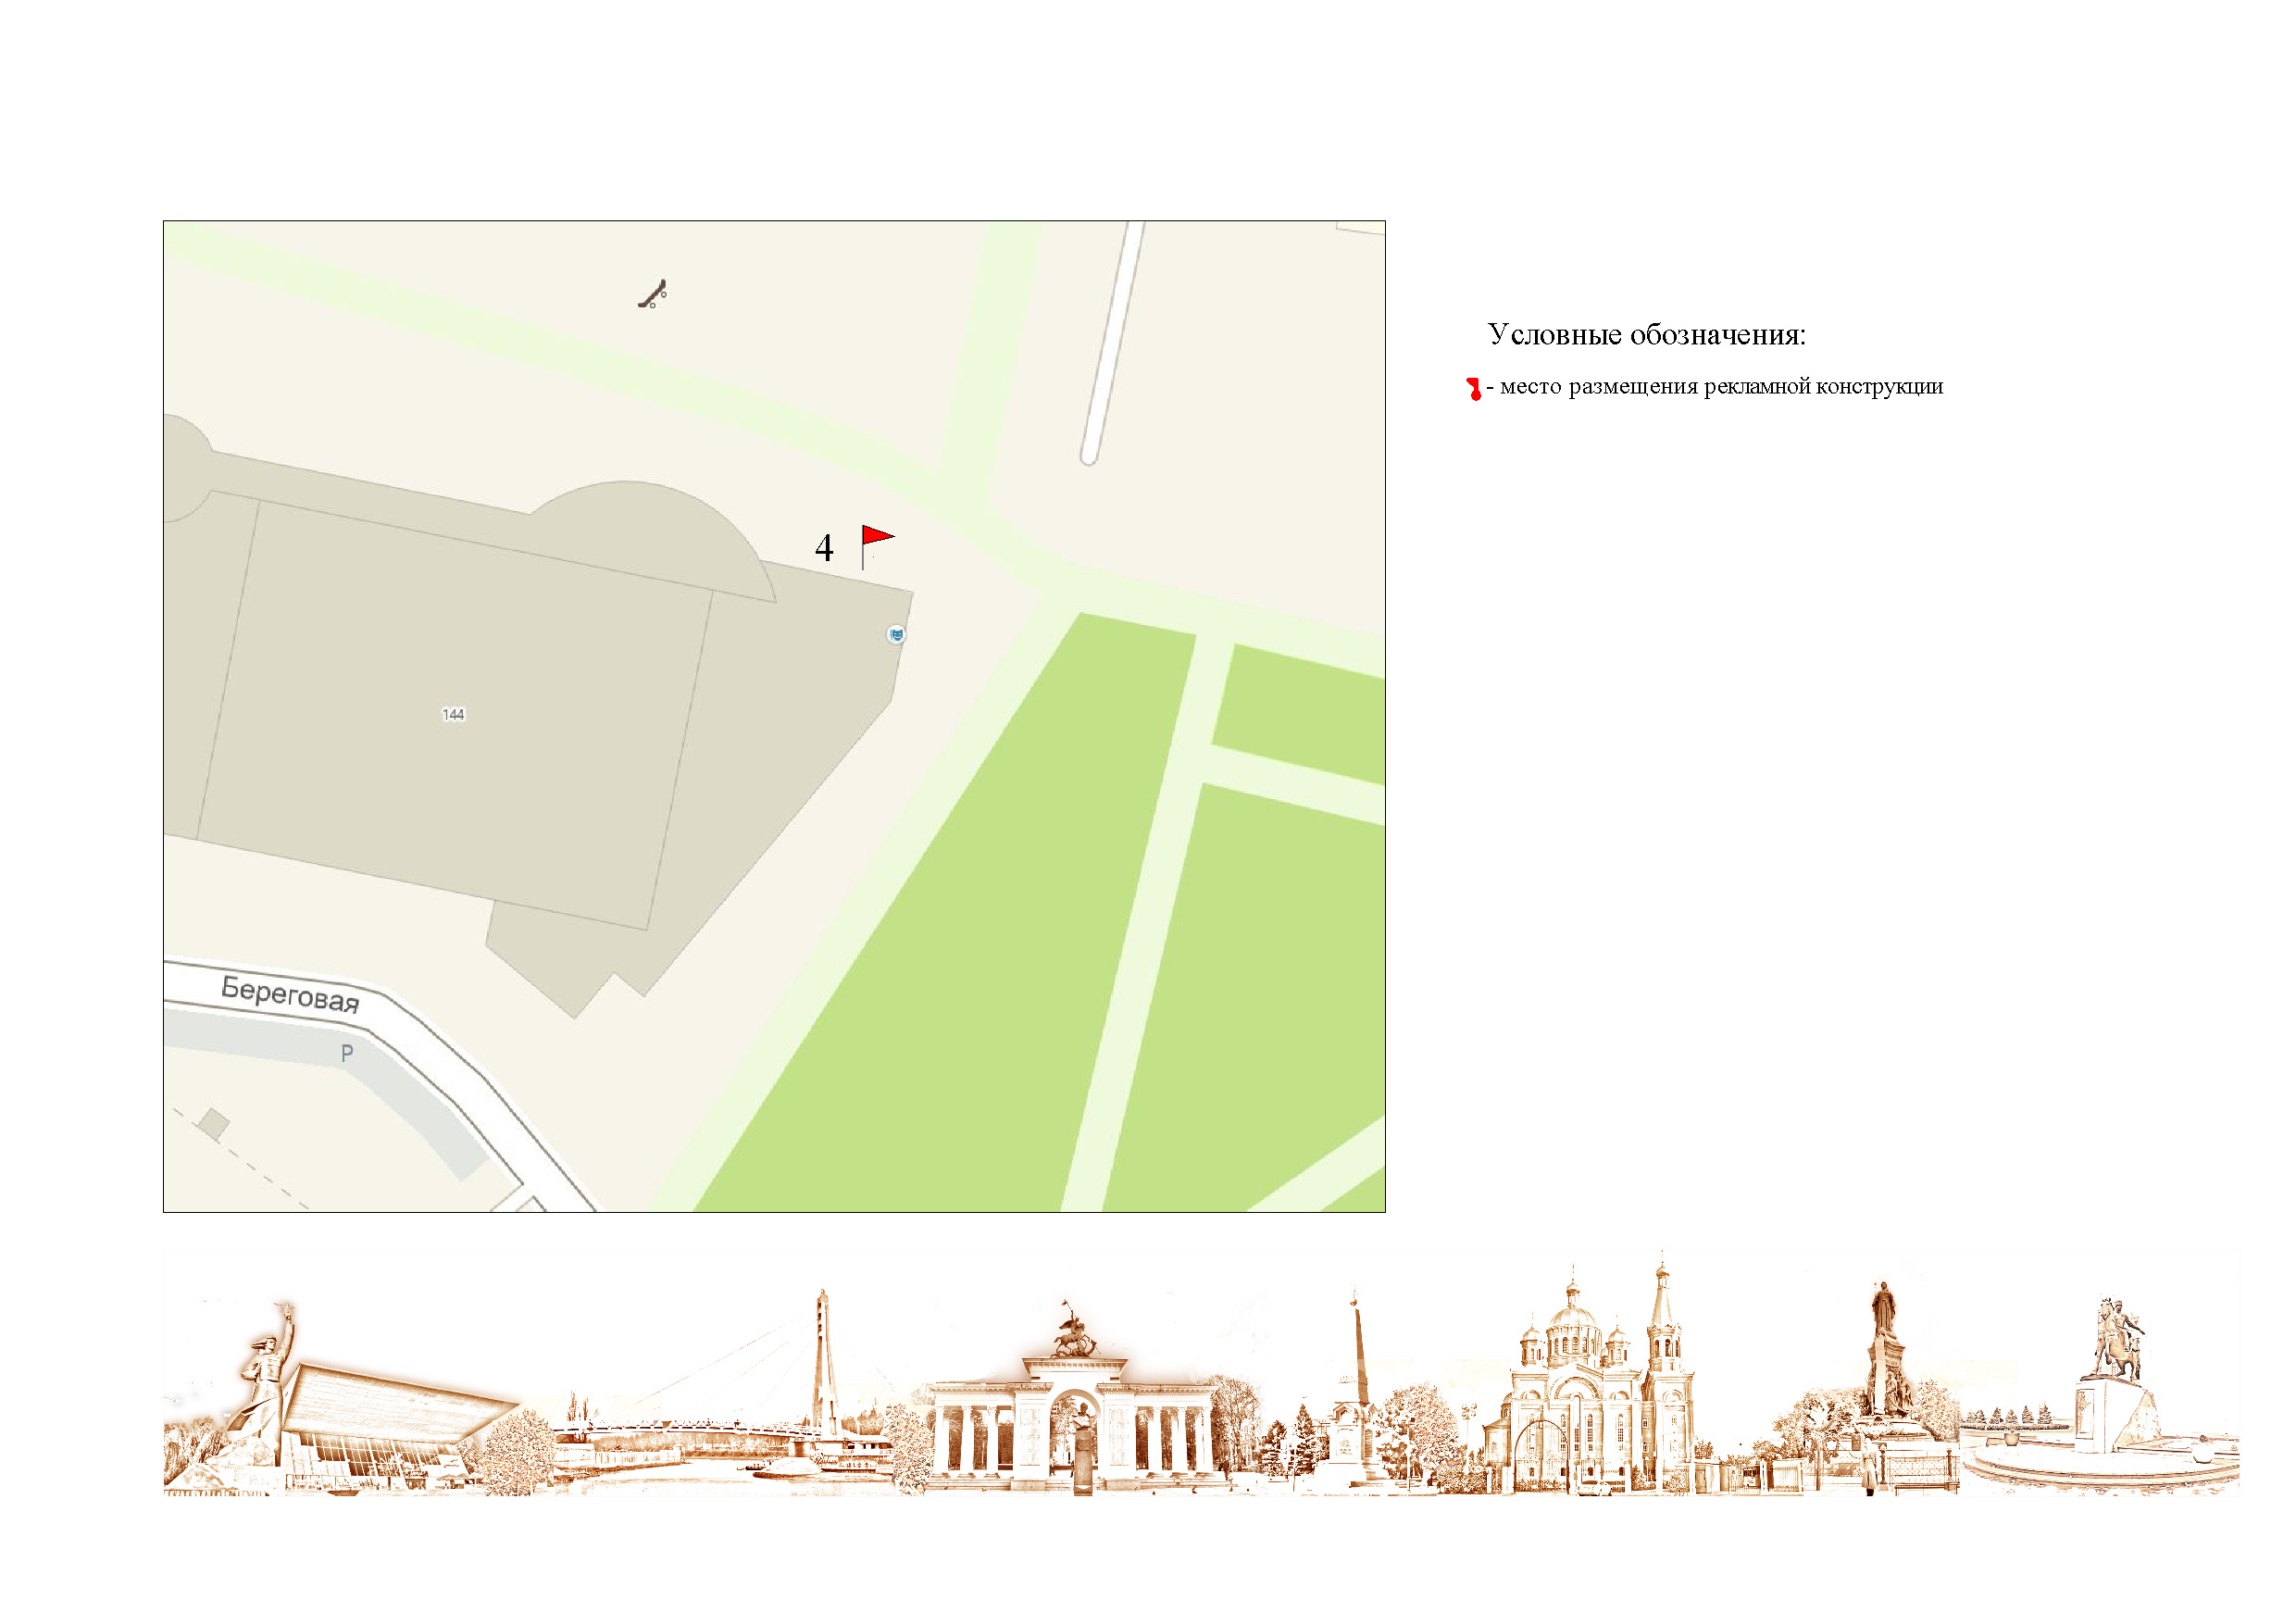 Условные обозначения:
- место размещения рекламной конструкции
4
144
Береговая
P